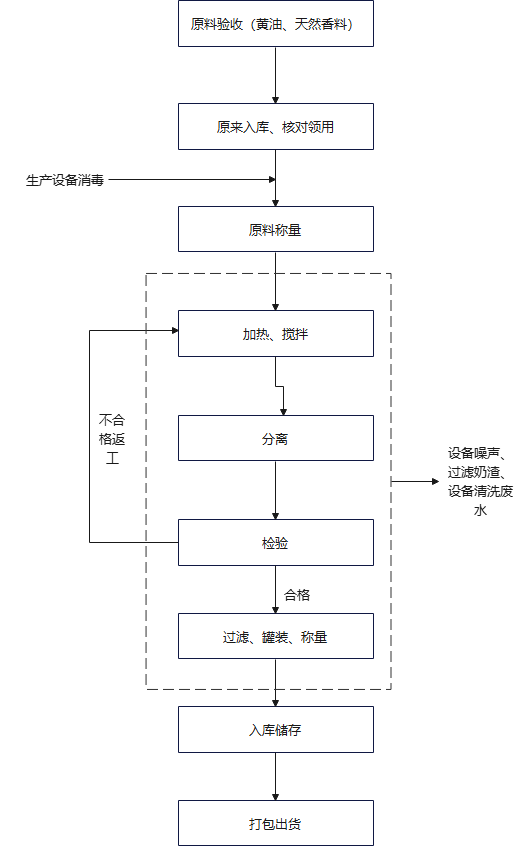 原料验收（黄油、天然香料）
原来入库、核对领用
生产设备消毒
原料称量
加热、搅拌
不合
格返
工
分离
设备噪声、
过滤奶渣、
设备清洗废
水
检验
合格
过滤、罐装、称量
入库储存
打包出货